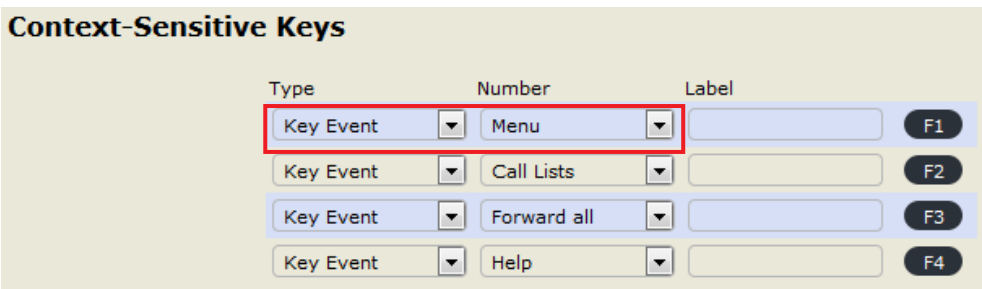 Context-Sensitive Keys
Type Number Label
Key Event Menu F1
Key Event Call Lists F2
Key Event Forward all F3
Key Event Help F4